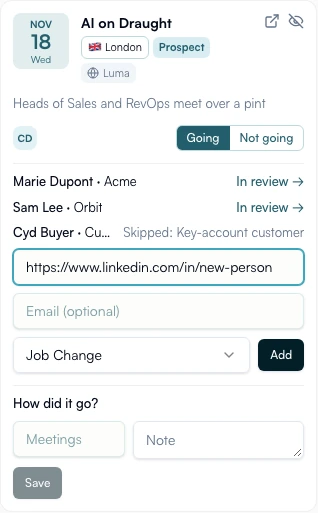 NOV
18
Wed
AI on Draught
🇬🇧 London
Prospect
Luma
Heads of Sales and RevOps meet over a pint
CD
Going
Not going
Marie Dupont · Acme
In review →
Sam Lee · Orbit
In review →
Cyd Buyer · Cu...
Skipped: Key-account customer
https://www.linkedin.com/in/new-person
Email (optional)
Job Change
Add
How did it go?
Meetings
Note
Save